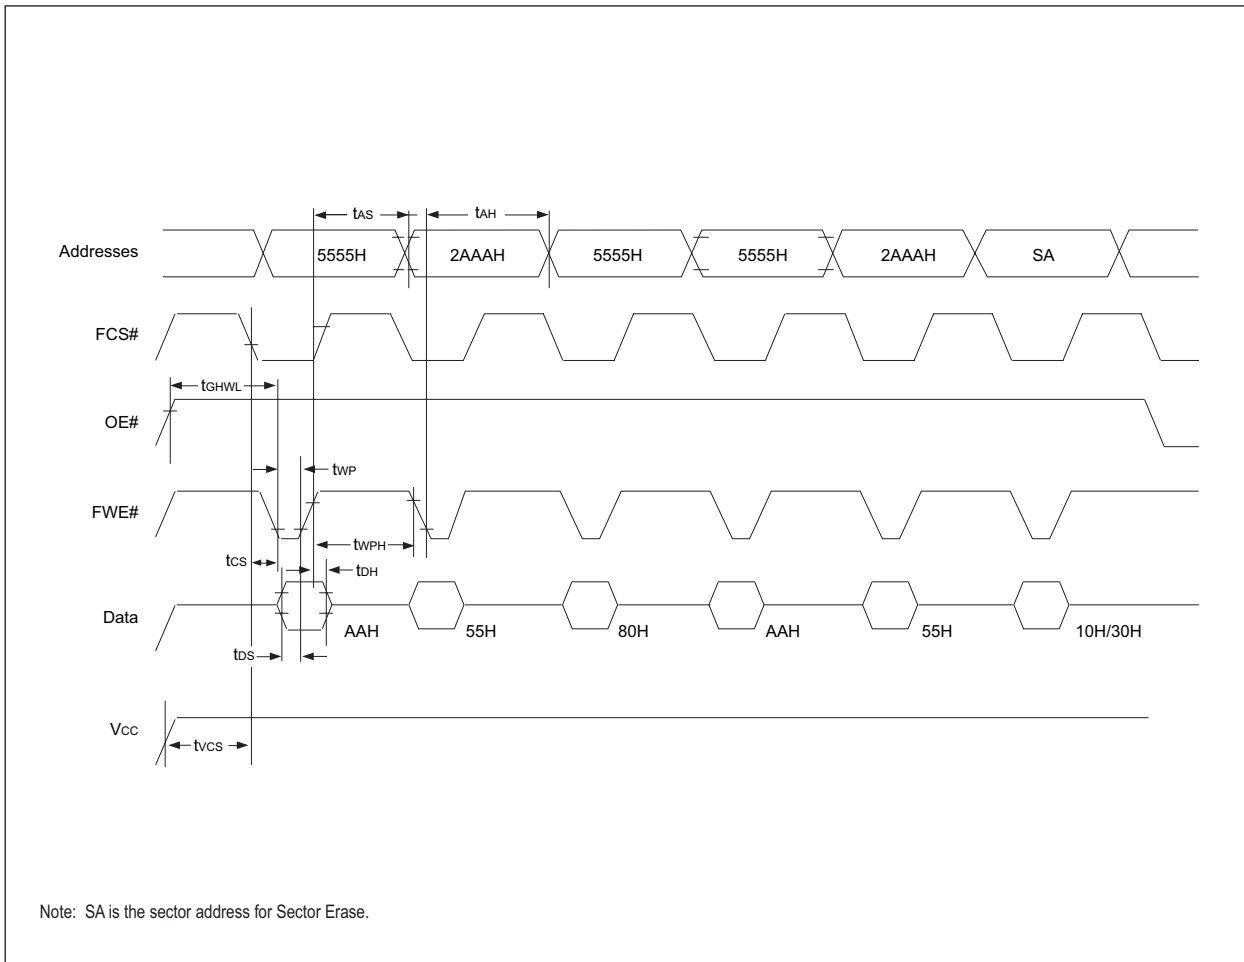 tAS
tAH
Addresses
5555H
2AAAH
5555H
5555H
2AAAH
SA
FCS#
tGHWL
OE#
tWP
FWE#
tWPH
tCS
tDH
Data
AAH
55H
80H
AAH
55H
10H/30H
tDS
VCC
tVCS
Note: SA is the sector address for Sector Erase.